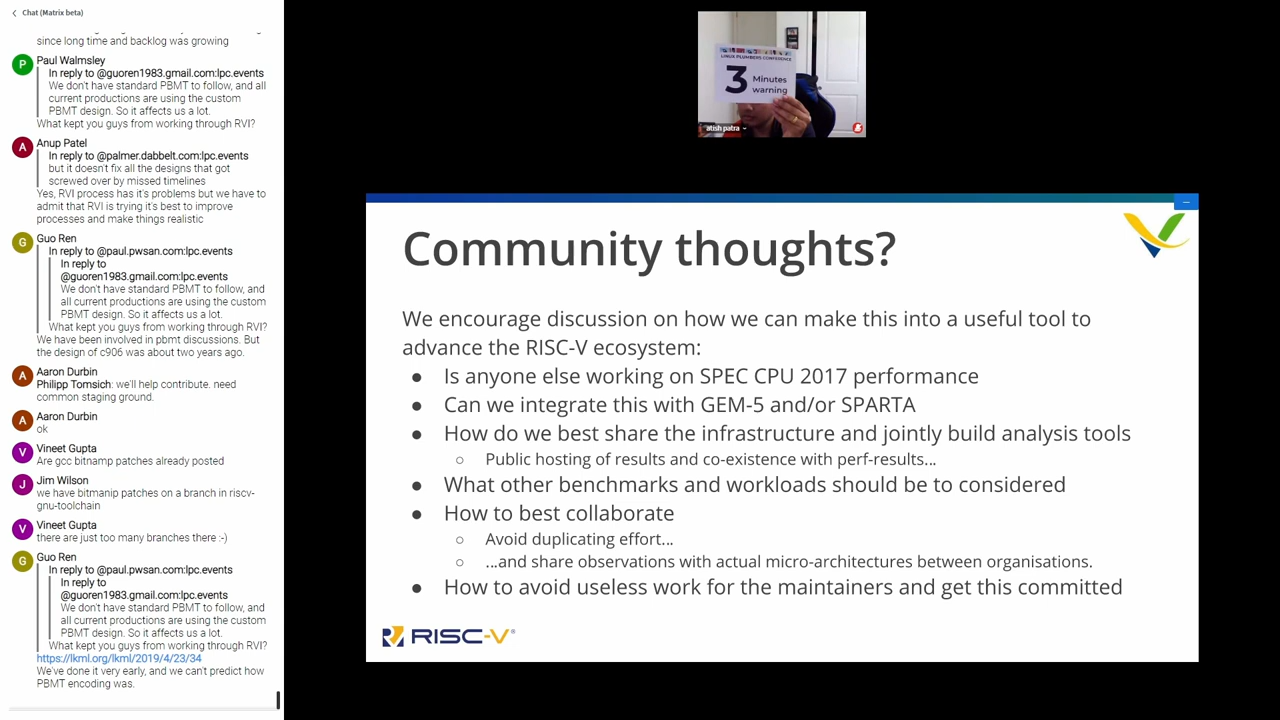 Chat (Matrix beta)
since long time and backlog was growing
P
Paul Walmsley
In reply to @guoren1983.gmail.com:lpc.events
We don't have standard PBMT to follow, and all
current productions are using the custom
PBMT design. So it affects us a lot.
What kept you guys from working through RVI?
A
Anup Patel
In reply to @palmer.dabbelt.com:lpc.events
but it doesn't fix all the designs that got
screwed over by missed timelines
Yes, RVI process has it's problems but we have to
admit that RVI is trying it's best to improve
processes and make things realistic
G
Guo Ren
In reply to @paul.pwsan.com:lpc.events
In reply to
@guoren1983.gmail.com:lpc.events
We don't have standard PBMT to follow, and
all current productions are using the custom
PBMT design. So it affects us a lot.
What kept you guys from working through RVI?
We have been involved in pbmt discussions. But
the design of c906 was about two years ago.
A
Aaron Durbin
Philipp Tomsich: we'll help contribute. need
common staging ground.
A
Aaron Durbin
ok
V
Vineet Gupta
Are gcc bitnamp patches already posted
J
Jim Wilson
we have bitmanip patches on a branch in riscv-
gnu-toolchain
V
Vineet Gupta
there are just too many branches there :-)
G
Guo Ren
In reply to @paul.pwsan.com:lpc.events
In reply to
@guoren1983.gmail.com:lpc.events
We don't have standard PBMT to follow, and
all current productions are using the custom
PBMT design. So it affects us a lot.
What kept you guys from working through RVI?
https://lkml.org/lkml/2019/4/23/34
We've done it very early, and we can't predict how
PBMT encoding was.
LINUX PLUMBERS CONFERENCE
3 Minutes
warning
atish patra
Community thoughts?
We encourage discussion on how we can make this into a useful tool to
advance the RISC-V ecosystem:
● Is anyone else working on SPEC CPU 2017 performance
● Can we integrate this with GEM-5 and/or SPARTA
● How do we best share the infrastructure and jointly build analysis tools
○ Public hosting of results and co-existence with perf-results...
● What other benchmarks and workloads should be to considered
● How to best collaborate
○ Avoid duplicating effort...
○ ...and share observations with actual micro-architectures between organisations.
● How to avoid useless work for the maintainers and get this committed
RISC-V®